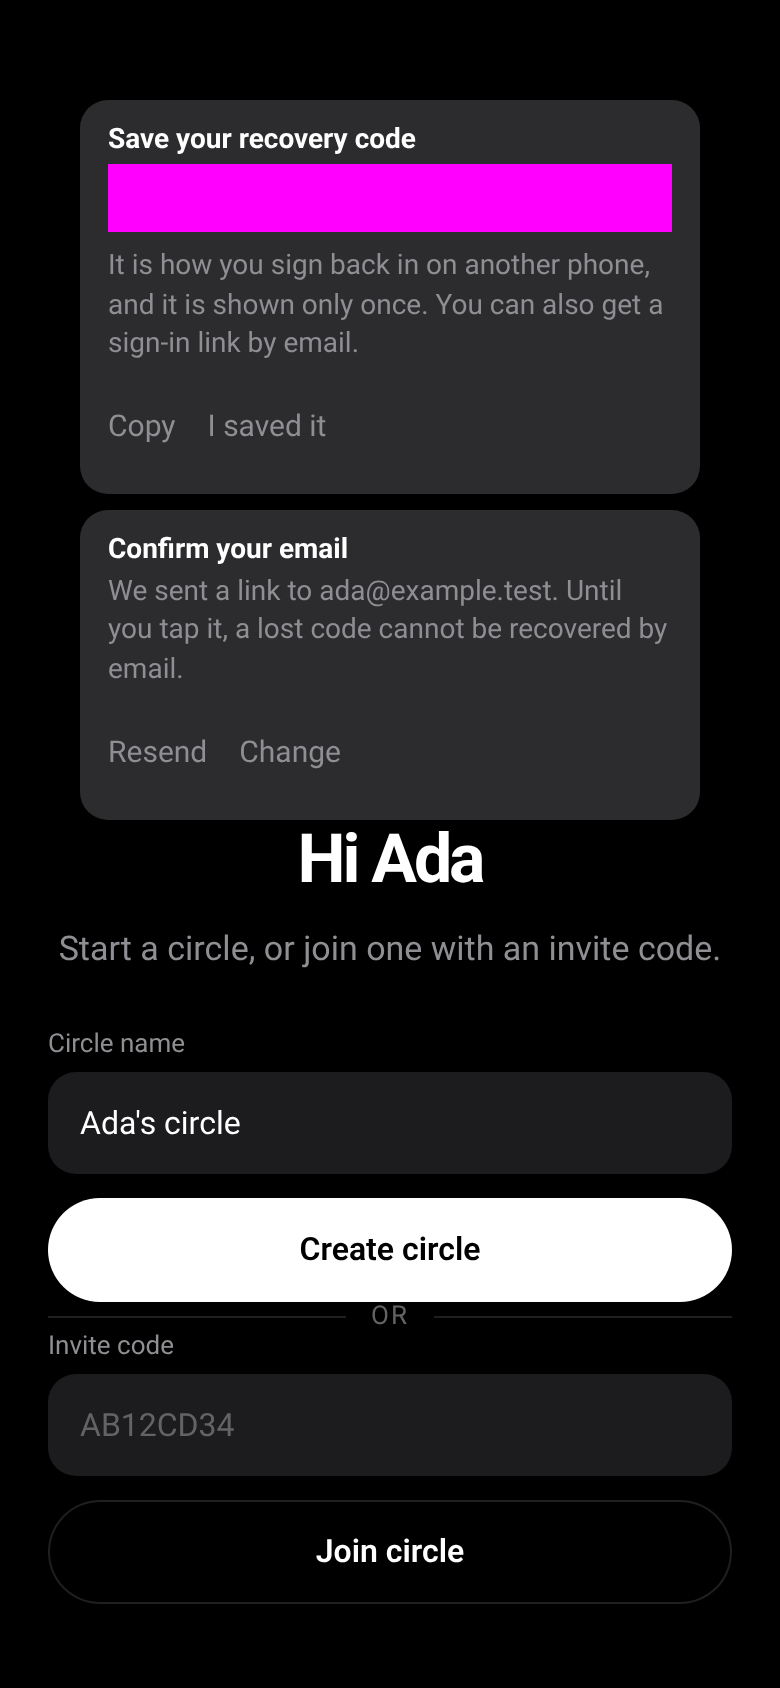 Save your recovery code
It is how you sign back in on another phone,
and it is shown only once. You can also get a
sign-in link by email.
Copy I saved it
Confirm your email
We sent a link to ada@example.test. Until
you tap it, a lost code cannot be recovered by
email.
Resend Change
Hi Ada
Start a circle, or join one with an invite code.
Circle name
Ada's circle
Create circle
OR
Invite code
AB12CD34
Join circle